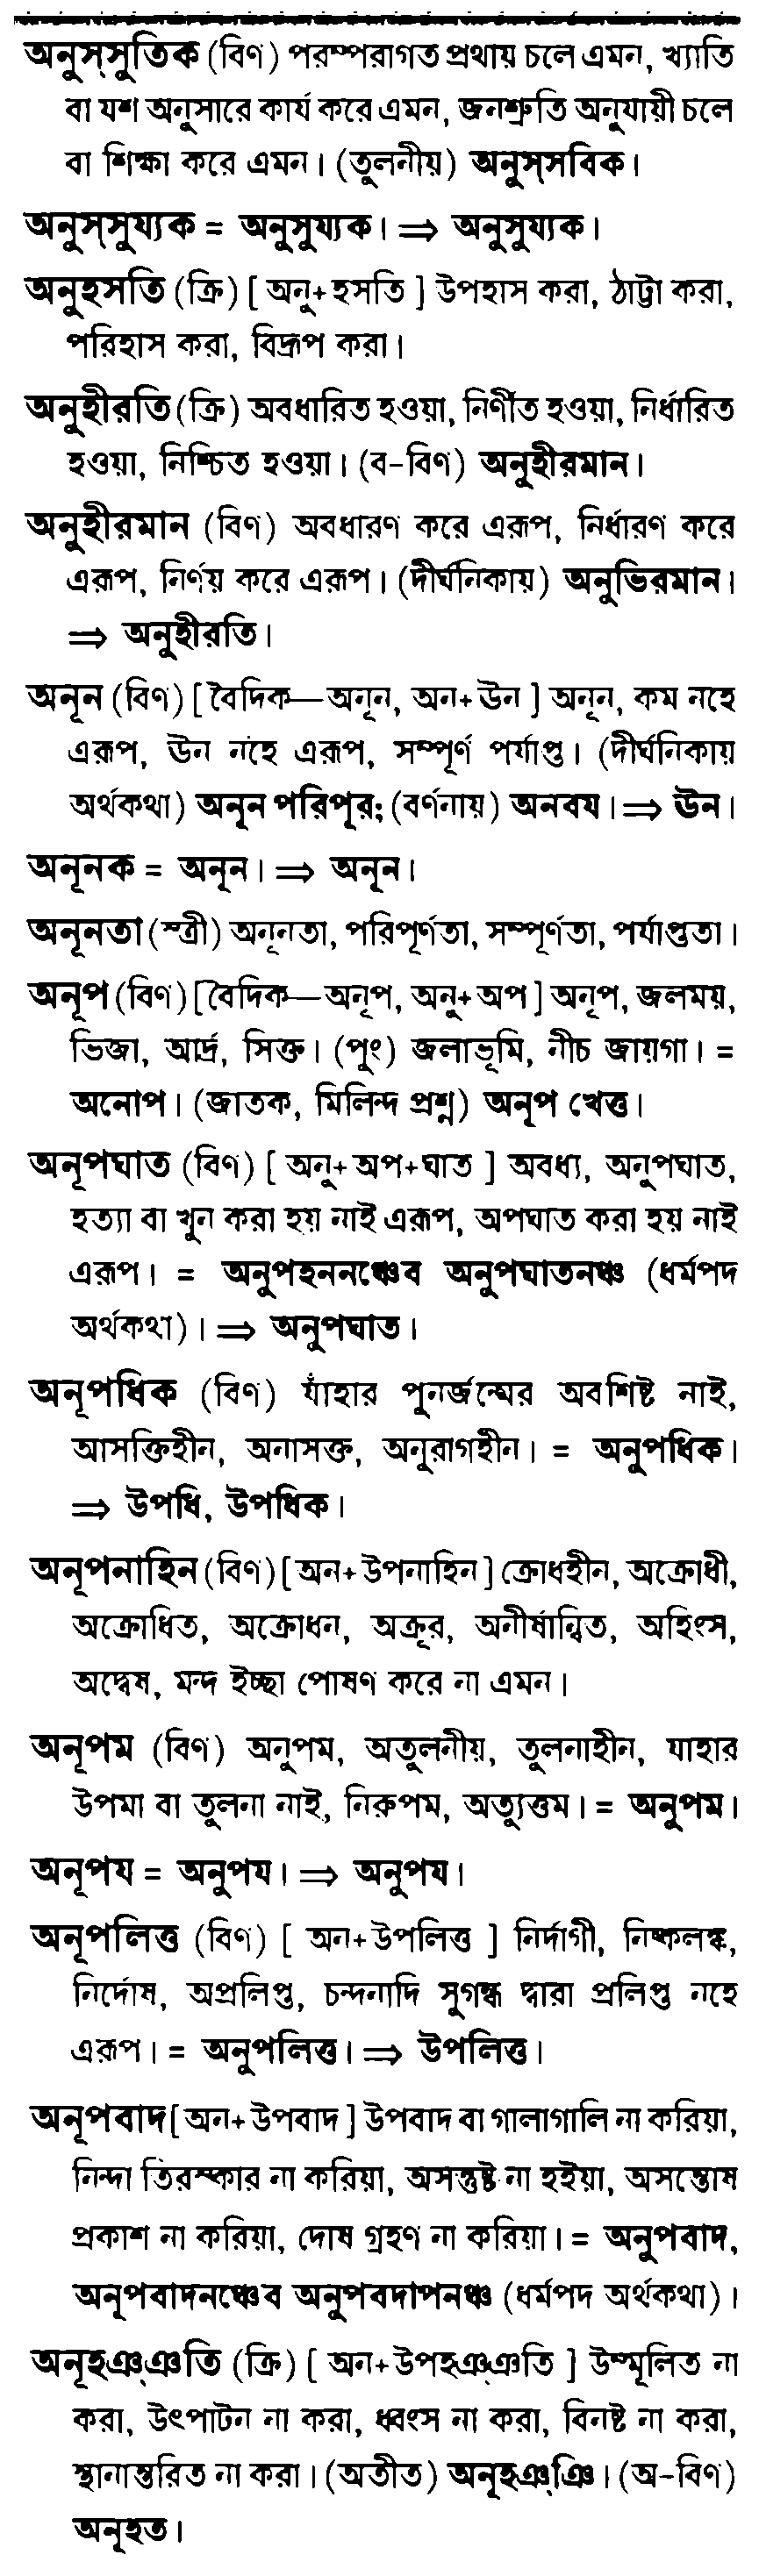 অনুস্সুতিক (বিণ) পরম্পরাগত প্রথায় চলে এমন, খ্যাতি
বা যশ অনুসারে কার্য করে এমন, জনশ্রুতি অনুযায়ী চলে
বা শিক্ষা করে এমন। (তুলনীয়) অনুস্সবিক।
অনুস্সুয্যক = অনুসুয্যক। ⇒ অনুসুয্যক।
অনুহসতি (ক্রি) [ অনু+হসতি ] উপহাস করা, ঠাট্টা করা,
পরিহাস করা, বিদ্রূপ করা।
অনুহীরতি (ক্রি) অবধারিত হওয়া, নির্ণীত হওয়া, নির্ধারিত
হওয়া, নিশ্চিত হওয়া। (ব-বিণ) অনুহীরমান।
অনুহীরমান (বিণ) অবধারণ করে এরূপ, নির্ধারণ করে
এরূপ, নির্ণয় করে এরূপ। (দীর্ঘনিকায়) অনুভিরমান।
⇒ অনুহীরতি।
অনূন (বিণ) [ বৈদিক—অনূন, অন+ঊন ] অনূন, কম নহে
এরূপ, ঊন নহে এরূপ, সম্পূর্ণ পর্যাপ্ত। (দীর্ঘনিকায়
অর্থকথা) অনূন পরিপূর; (বর্ণনায়) অনবয। ⇒ ঊন।
অনূনক = অনূন। ⇒ অনূন।
অনূনতা (স্ত্রী) অনূনতা, পরিপূর্ণতা, সম্পূর্ণতা, পর্যাপ্ততা।
অনূপ (বিণ) [বৈদিক—অনূপ, অনু+অপ] অনূপ, জলময়,
ভিজা, আর্দ্র, সিক্ত। (পুং) জলাভূমি, নীচ জায়গা। =
অনোপ। (জাতক, মিলিন্দ প্রশ্ন) অনূপ খেত্ত।
অনূপঘাত (বিণ) [ অনু+অপ+ঘাত ] অবধ্য, অনুপঘাত,
হত্যা বা খুন করা হয় নাই এরূপ, অপঘাত করা হয় নাই
এরূপ। = অনুপহননঞ্চেব অনুপঘাতনঞ্চ (ধর্মপদ
অর্থকথা)। ⇒ অনুপঘাত।
অনূপধিক (বিণ) যাঁহার পুনর্জন্মের অবশিষ্ট নাই,
আসক্তিহীন, অনাসক্ত, অনুরাগহীন। = অনুপধিক।
⇒ উপধি, উপধিক।
অনূপনাহিন (বিণ) [অন+উপনাহিন] ক্রোধহীন, অক্রোধী,
অক্রোধিত, অক্রোধন, অক্রূর, অনীর্ষান্বিত, অহিংস,
অদ্বেষ, মন্দ ইচ্ছা পোষণ করে না এমন।
অনূপম (বিণ) অনুপম, অতুলনীয়, তুলনাহীন, যাহার
উপমা বা তুলনা নাই, নিরুপম, অত্যুত্তম। = অনুপম।
অনূপয = অনুপয। ⇒ অনুপয।
অনূপলিত্ত (বিণ) [ অন+উপলিত্ত ] নির্দাগী, নিষ্কলঙ্ক,
নির্দোষ, অপ্রলিপ্ত, চন্দনাদি সুগন্ধ দ্বারা প্রলিপ্ত নহে
এরূপ। = অনুপলিত্ত। ⇒ উপলিত্ত।
অনূপবাদ [ অন+উপবাদ ] উপবাদ বা গালাগালি না করিয়া,
নিন্দা তিরস্কার না করিয়া, অসন্তুষ্ট না হইয়া, অসন্তোষ
প্রকাশ না করিয়া, দোষ গ্রহণ না করিয়া। = অনুপবাদ,
অনূপবাদনঞ্চেব অনুপবদাপনঞ্চ (ধর্মপদ অর্থকথা)।
অনূহঞ্ঞতি (ক্রি) [ অন+উপহঞ্ঞতি ] উম্মূলিত না
করা, উৎপাটন না করা, ধ্বংস না করা, বিনষ্ট না করা,
স্থানান্তরিত না করা। (অতীত) অনূহঞ্ঞি। (অ-বিণ)
অনূহত।